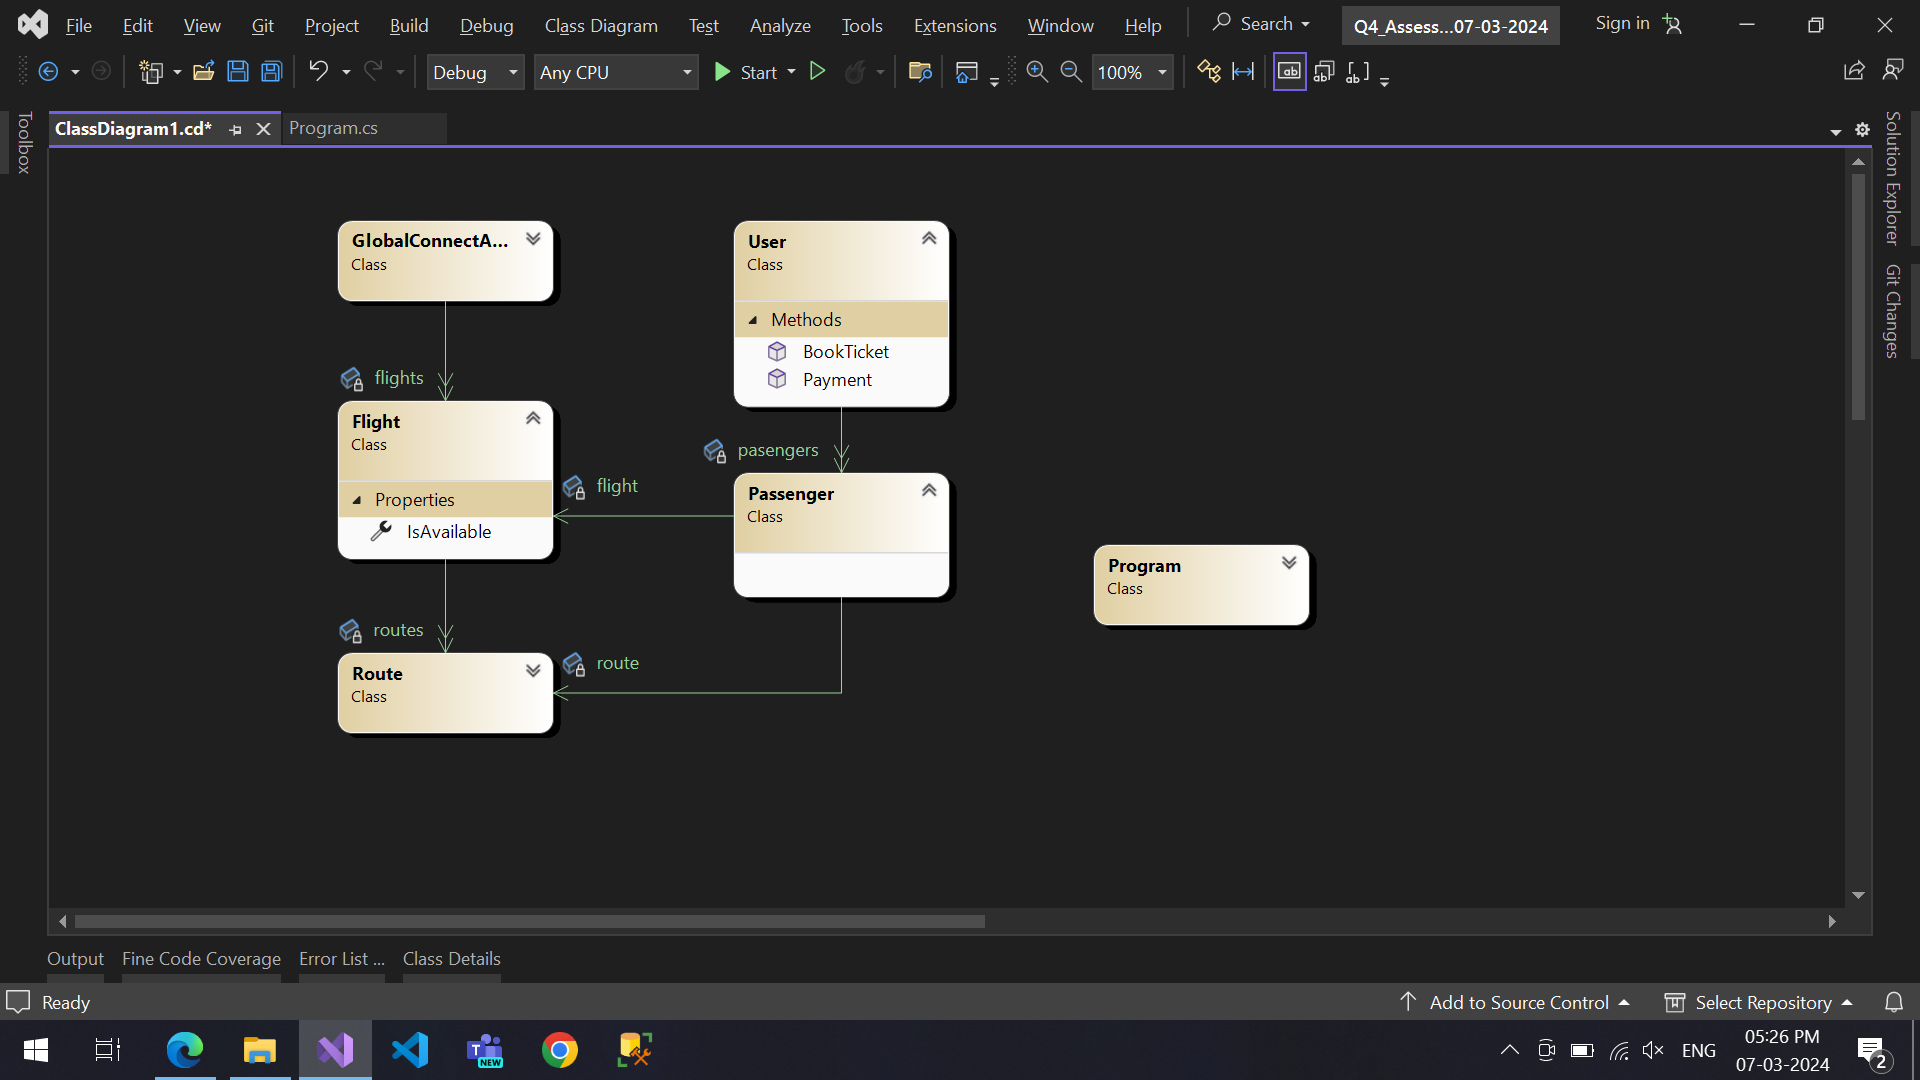 File Edit View Git Project Build Debug Class Diagram Test Analyze Tools Extensions Window Help Search Q4_Assess...07-03-2024 Sign in
Debug Any CPU Start 100%
ClassDiagram1.cd* Program.cs
Toolbox
Solution Explorer
Git Changes
GlobalConnectA...
Class
flights
Flight
Class
Properties
IsAvailable
routes
Route
Class
User
Class
Methods
BookTicket
Payment
pasengers
Passenger
Class
flight
route
Program
Class
Output Fine Code Coverage Error List ... Class Details
Ready Add to Source Control Select Repository
NEW
ENG
05:26 PM
07-03-2024
2